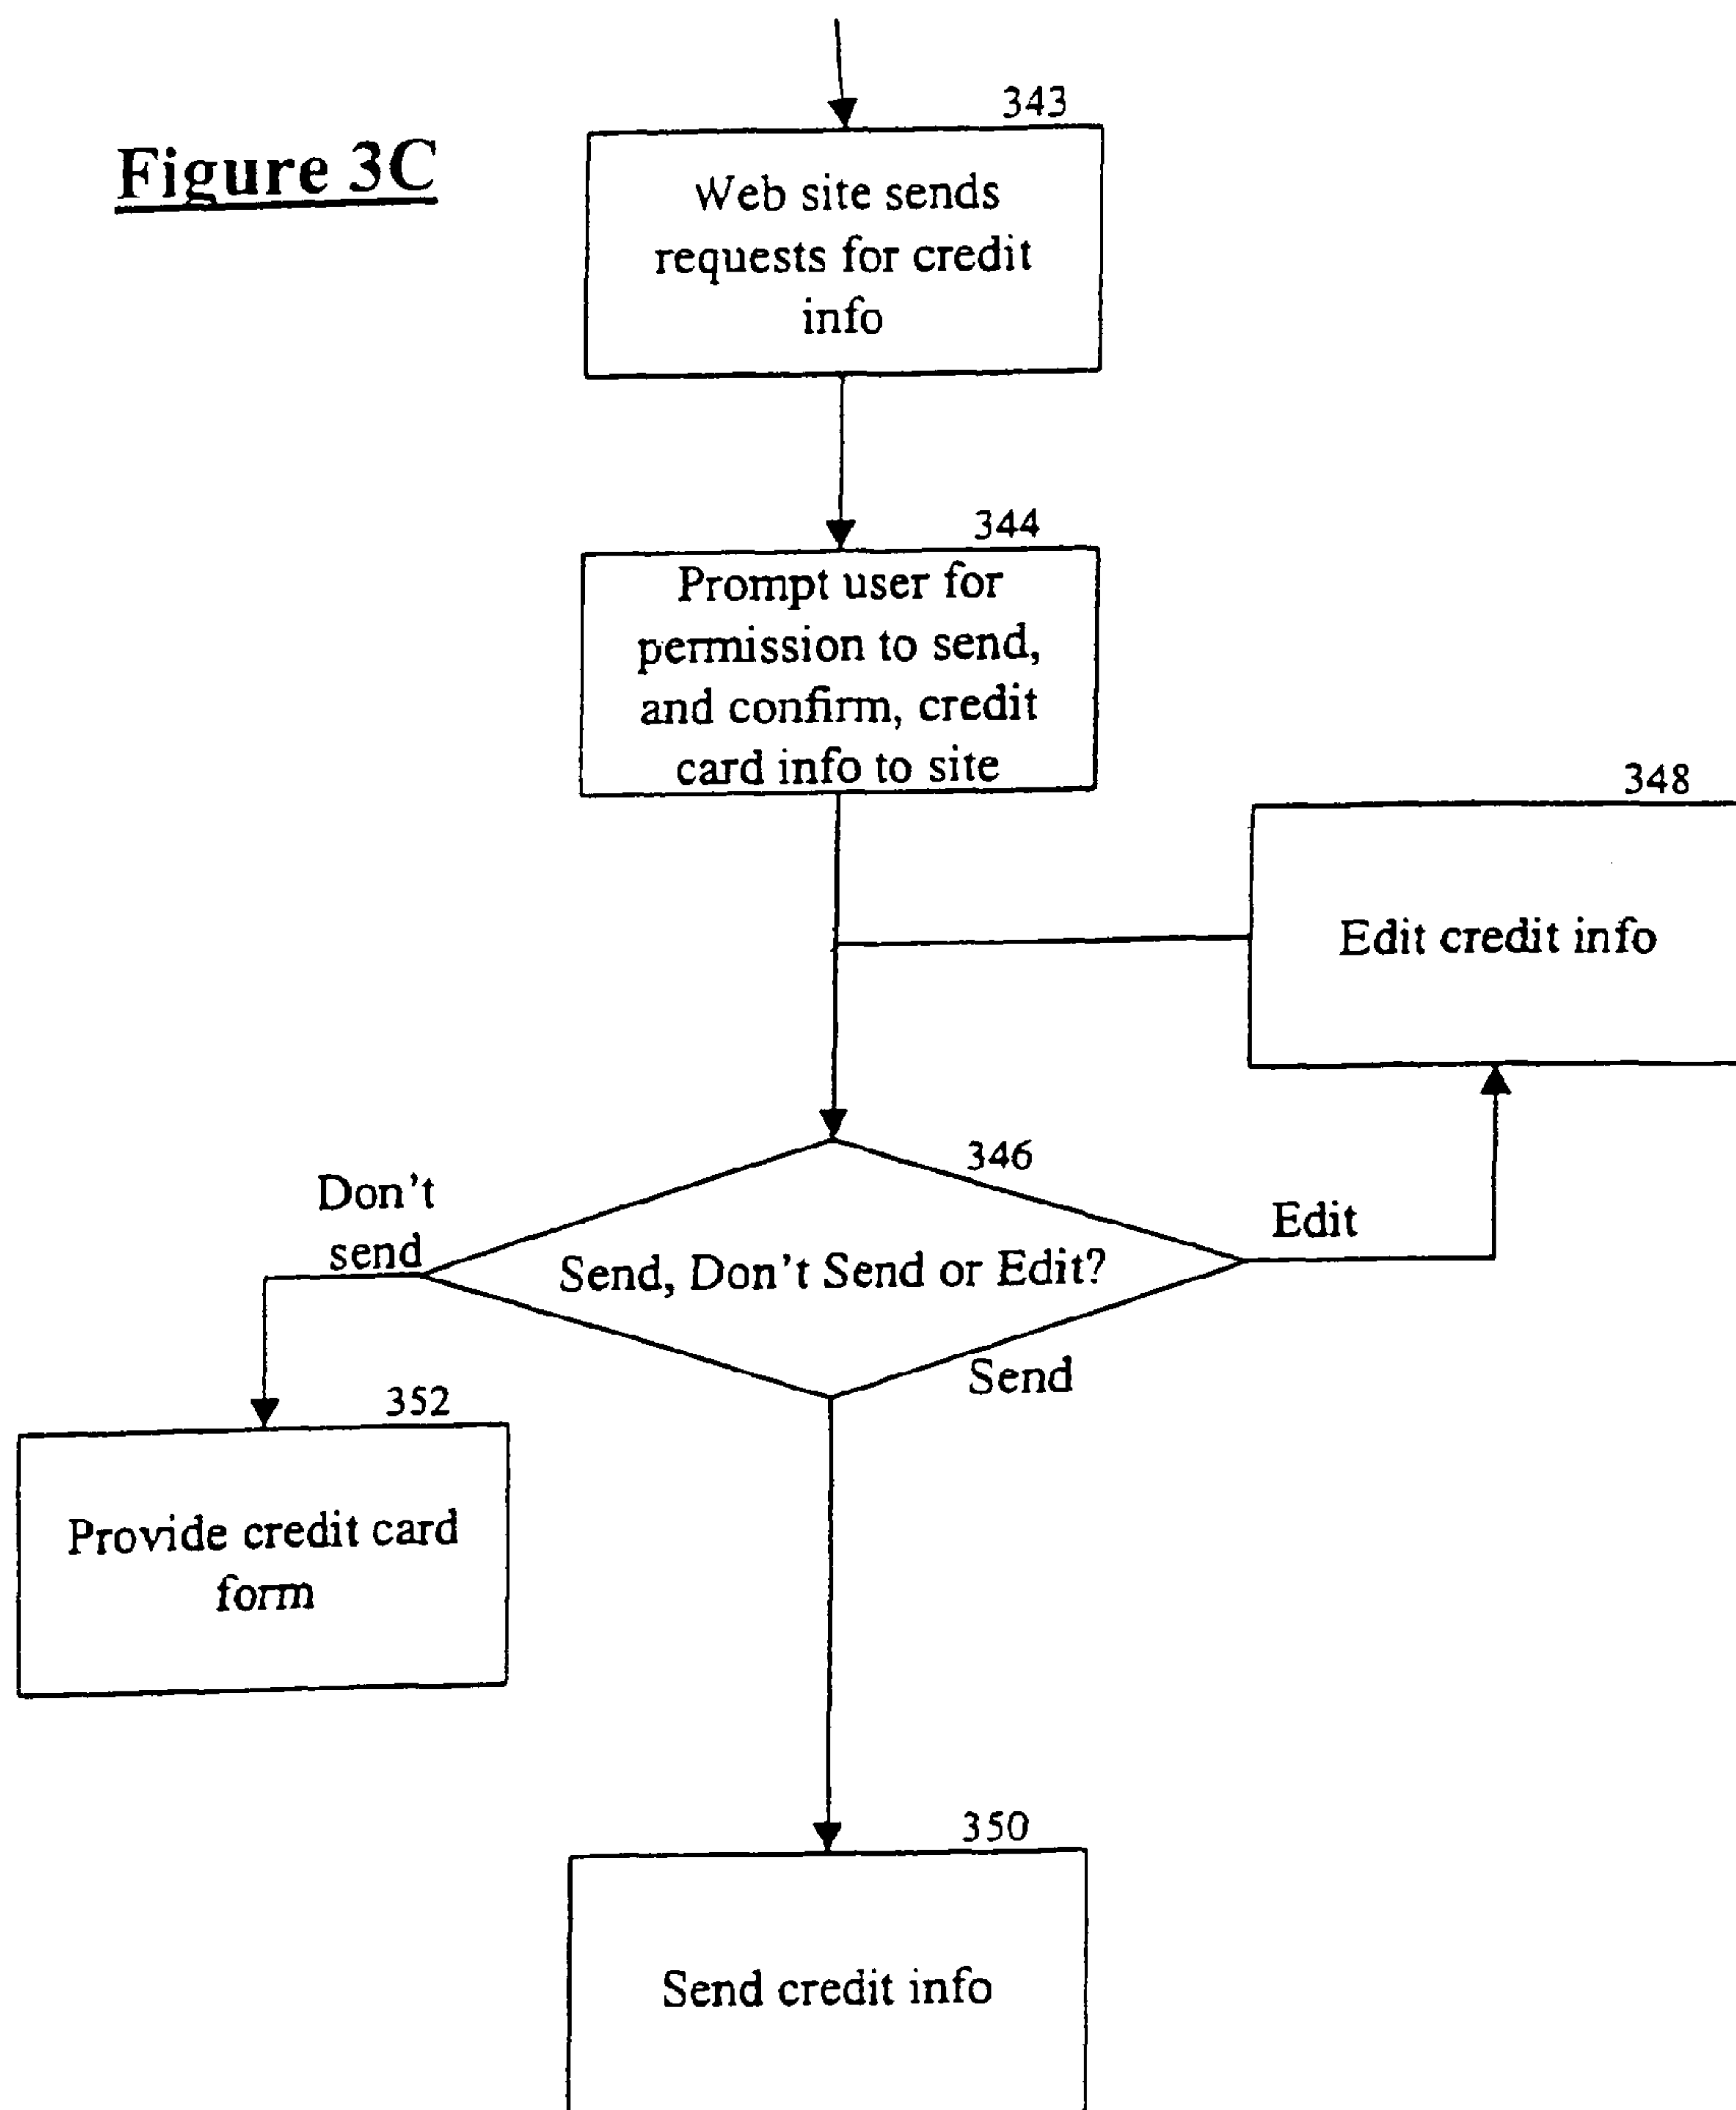 Figure 3C
343
Web site sends
requests for credit
info
344
Prompt user for
permission to send,
and confirm, credit
card info to site
348
Edit credit info
346
Send, Don't Send or Edit?
Don't
send
Edit
Send
352
Provide credit card
form
350
Send credit info